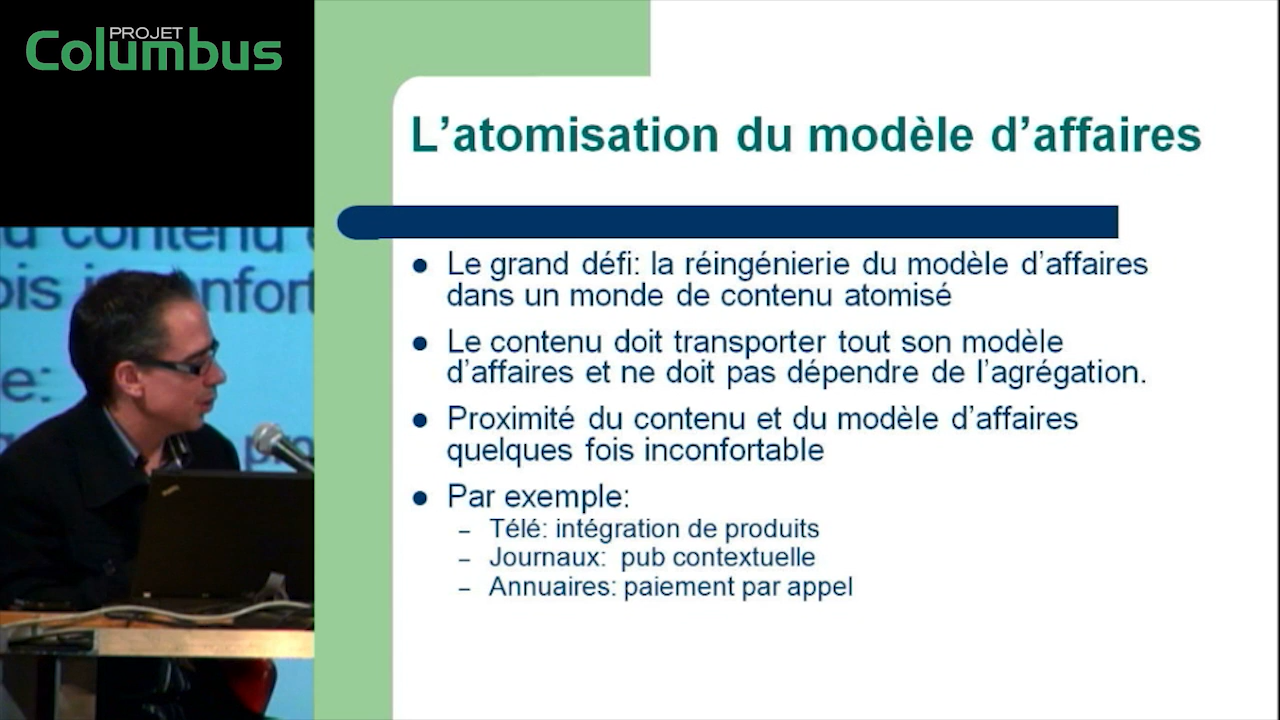 PROJET
Columbus
L'atomisation du modèle d'affaires
Le grand défi: la réingénierie du modèle d'affaires
dans un monde de contenu atomisé
Le contenu doit transporter tout son modèle
d'affaires et ne doit pas dépendre de l'agrégation.
Proximité du contenu et du modèle d'affaires
quelques fois inconfortable
Par exemple:
– Télé: intégration de produits
– Journaux: pub contextuelle
– Annuaires: paiement par appel